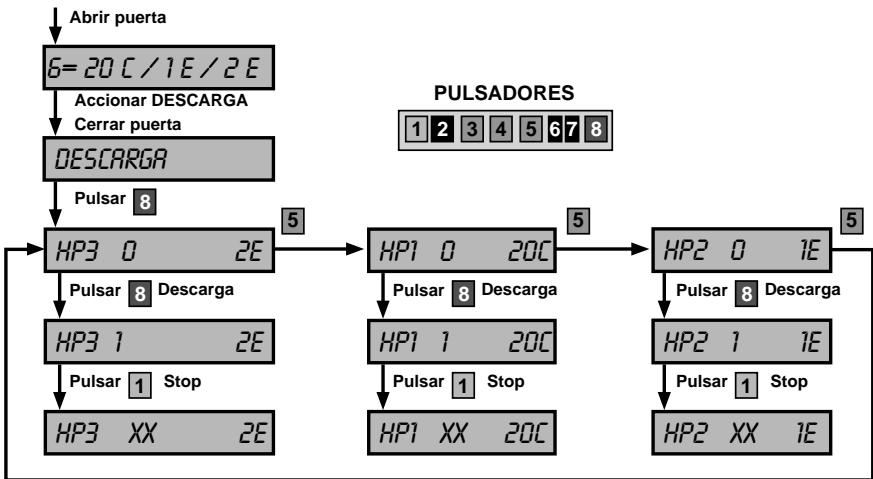 Abrir puerta
6= 20 C / 1 E / 2 E
Accionar DESCARGA
Cerrar puerta
PULSADORES
1 2 3 4 5 6 7 8
DESCARGA
Pulsar 8
5 5 5
HP3 0 2E
HP1 0 20C
HP2 0 1E
Pulsar 8 Descarga
Pulsar 8 Descarga
Pulsar 8 Descarga
HP3 1 2E
HP1 1 20C
HP2 1 1E
Pulsar 1 Stop
Pulsar 1 Stop
Pulsar 1 Stop
HP3 XX 2E
HP1 XX 20C
HP2 XX 1E